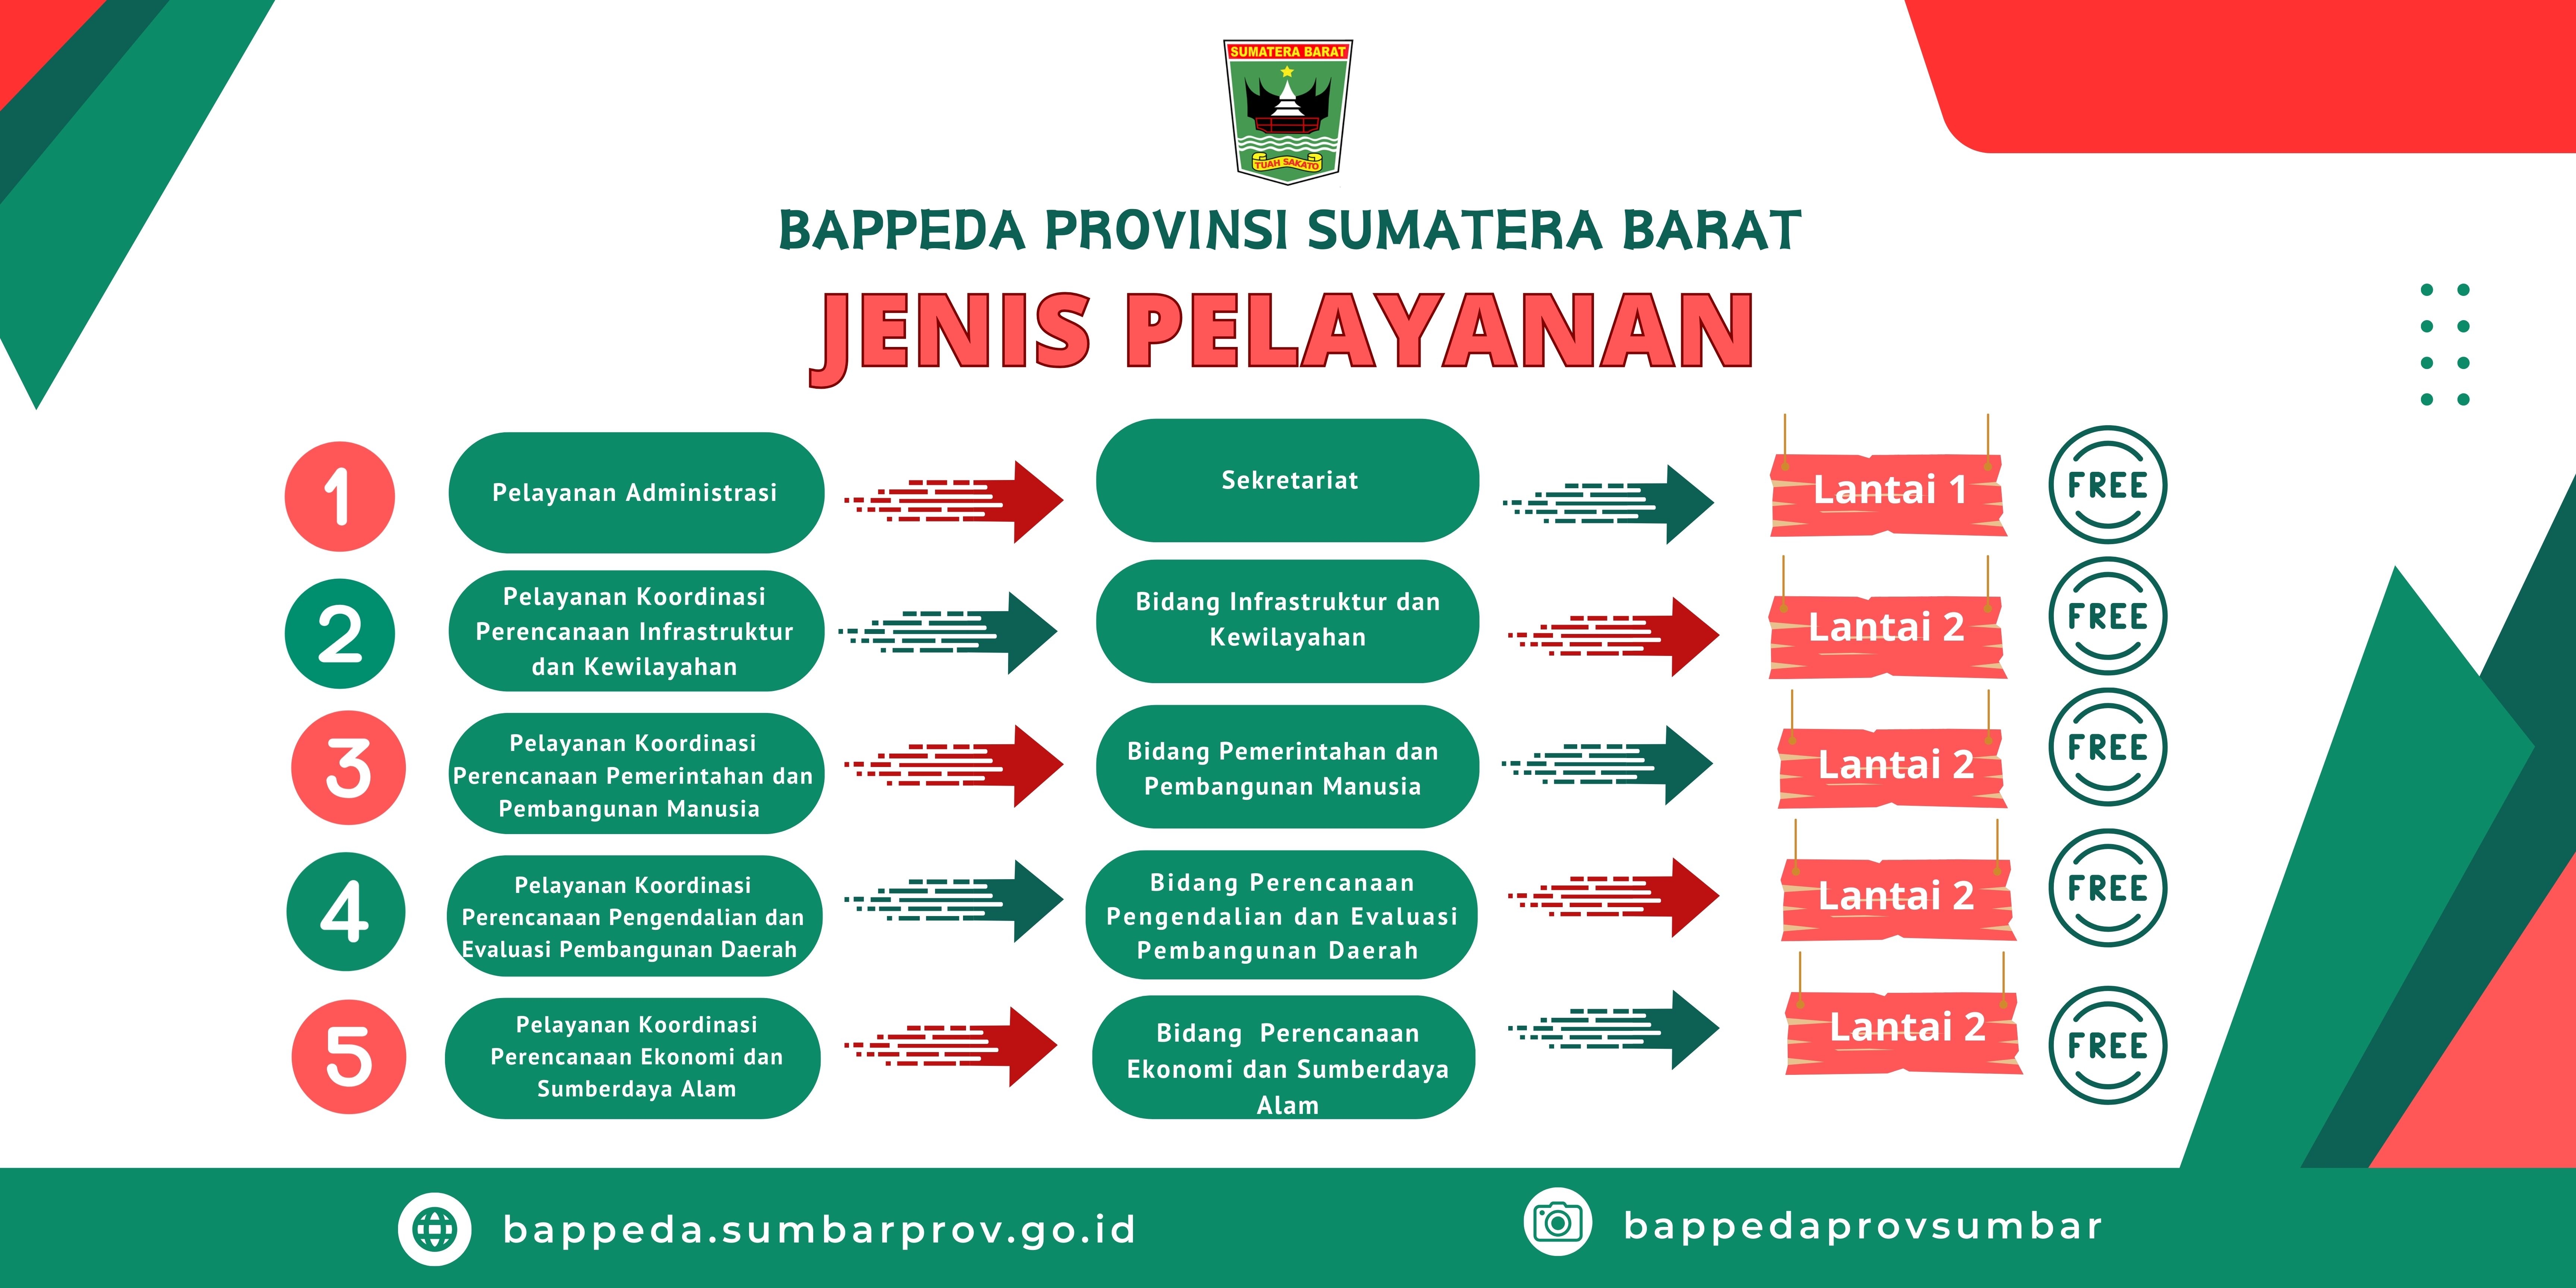 SUMATERA BARAT
TUAH SAKATO
BAPPEDA PROVINSI SUMATERA BARAT
JENIS PELAYANAN
1
Pelayanan Administrasi
Sekretariat
Lantai 1
FREE
2
Pelayanan Koordinasi
Perencanaan Infrastruktur
dan Kewilayahan
Bidang Infrastruktur dan
Kewilayahan
Lantai 2
FREE
3
Pelayanan Koordinasi
Perencanaan Pemerintahan dan
Pembangunan Manusia
Bidang Pemerintahan dan
Pembangunan Manusia
Lantai 2
FREE
4
Pelayanan Koordinasi
Perencanaan Pengendalian dan
Evaluasi Pembangunan Daerah
Bidang Perencanaan
Pengendalian dan Evaluasi
Pembangunan Daerah
Lantai 2
FREE
5
Pelayanan Koordinasi
Perencanaan Ekonomi dan
Sumberdaya Alam
Bidang Perencanaan
Ekonomi dan Sumberdaya
Alam
Lantai 2
FREE
bappeda.sumbarprov.go.id
bappedaprovsumbar